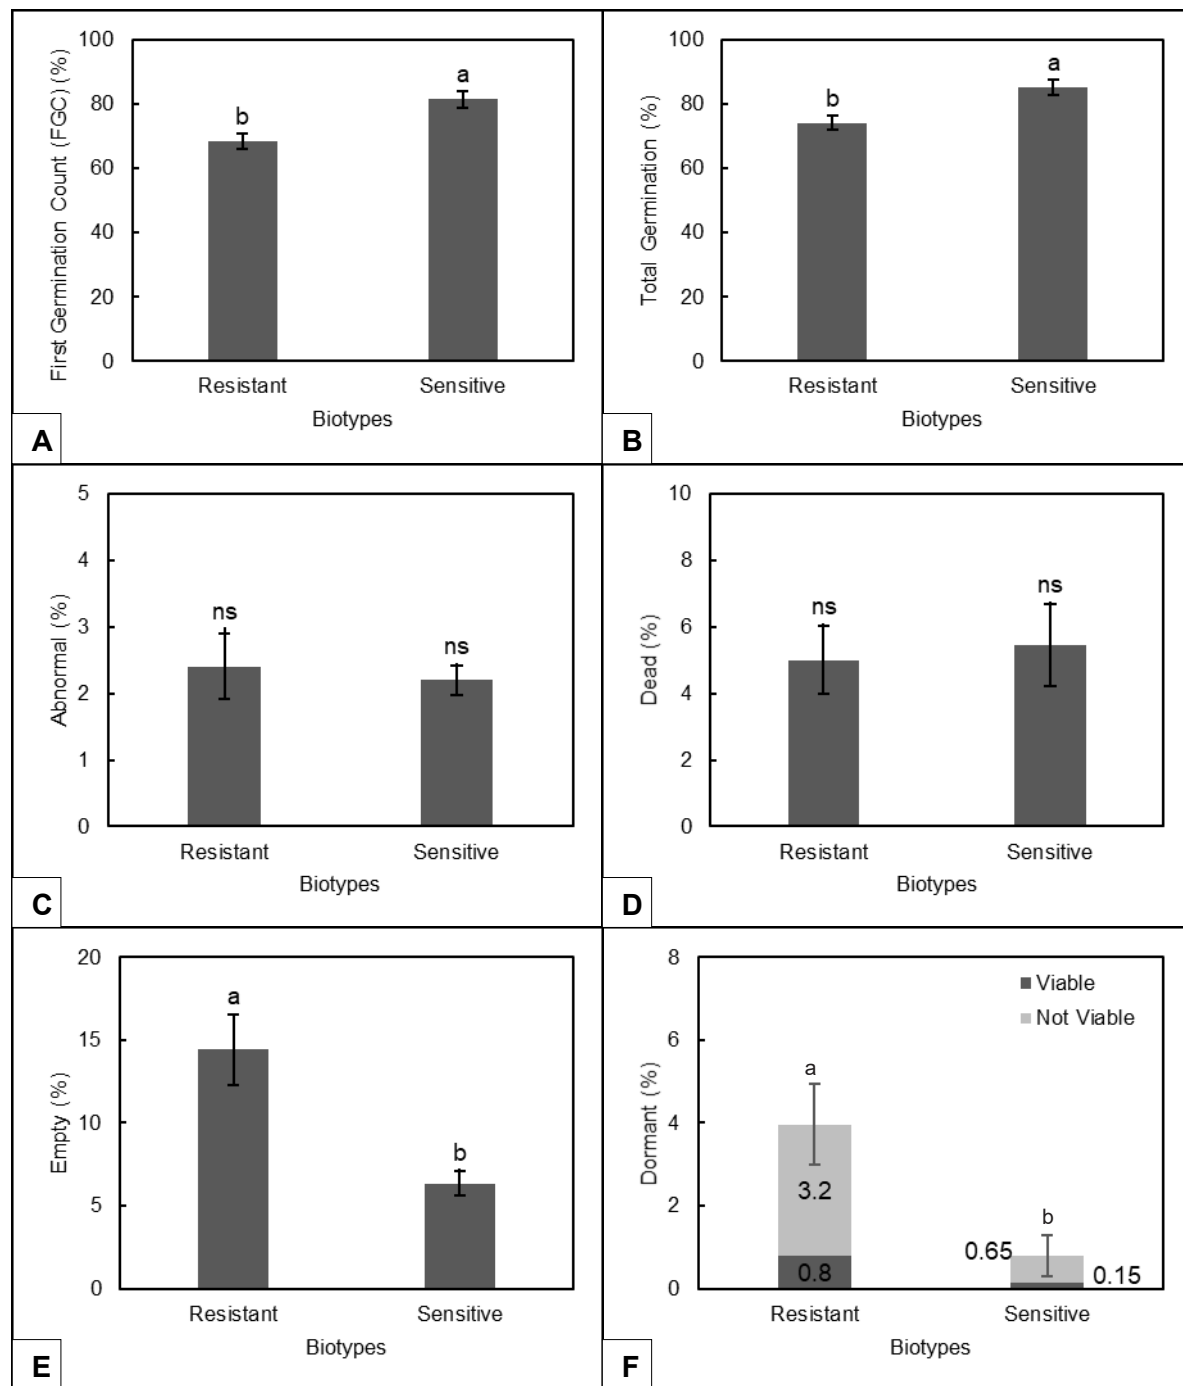 First Germination Count (FGC) (%)
100
80
60
40
20
0
b
a
Resistant
Sensitive
Biotypes
A
Total Germination (%)
100
80
60
40
20
0
b
a
Resistant
Sensitive
Biotypes
B
Abnormal (%)
5
4
3
2
1
0
ns
ns
Resistant
Sensitive
Biotypes
C
Dead (%)
10
8
6
4
2
0
ns
ns
Resistant
Sensitive
Biotypes
D
Empty (%)
20
15
10
5
0
a
b
Resistant
Sensitive
Biotypes
E
Dormant (%)
8
6
4
2
0
Viable
Not Viable
a
3.2
0.8
b
0.65
0.15
Resistant
Sensitive
Biotypes
F